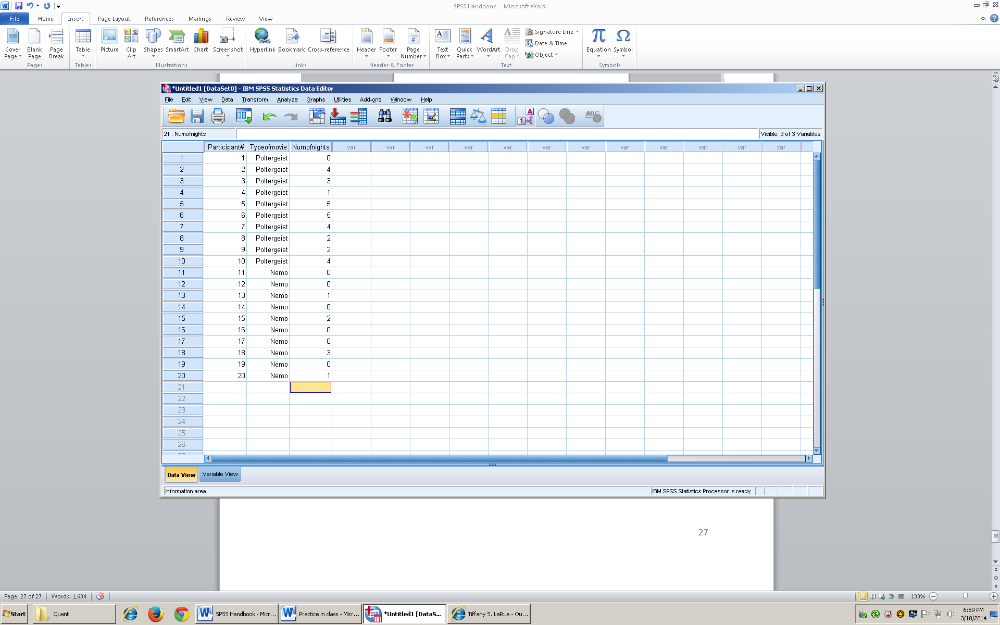 SPSS Handbook - Microsoft Word
File Home Insert Page Layout References Mailings Review View
Cover Page Blank Page Page Break Table Picture Clip Art Shapes SmartArt Chart Screenshot Hyperlink Bookmark Cross-reference Header Footer Page Number Text Box Quick Parts WordArt Drop Cap Signature Line Date & Time Object Equation Symbol
Pages Tables Illustrations Links Header & Footer Text Symbols
*Untitled1 [DataSet0] - IBM SPSS Statistics Data Editor
File Edit View Data Transform Analyze Graphs Utilities Add-ons Window Help
21 : Numofnights Visible: 3 of 3 Variables
Participant# Typeofmovie Numofnights var var var var var var var var var var var var
1 1 Poltergeist 0
2 2 Poltergeist 4
3 3 Poltergeist 3
4 4 Poltergeist 1
5 5 Poltergeist 5
6 6 Poltergeist 5
7 7 Poltergeist 4
8 8 Poltergeist 2
9 9 Poltergeist 2
10 10 Poltergeist 4
11 11 Nemo 0
12 12 Nemo 0
13 13 Nemo 1
14 14 Nemo 0
15 15 Nemo 2
16 16 Nemo 0
17 17 Nemo 0
18 18 Nemo 3
19 19 Nemo 0
20 20 Nemo 1
21
22
23
24
25
26
Data View Variable View
Information area IBM SPSS Statistics Processor is ready
27
Page: 27 of 27 Words: 1,604 130%
Start Quant SPSS Handbook - Micr... Practice in class - Micr... *Untitled1 [DataS... Tiffany S. LaRue - Ou... 6:59 PM
3/18/2014